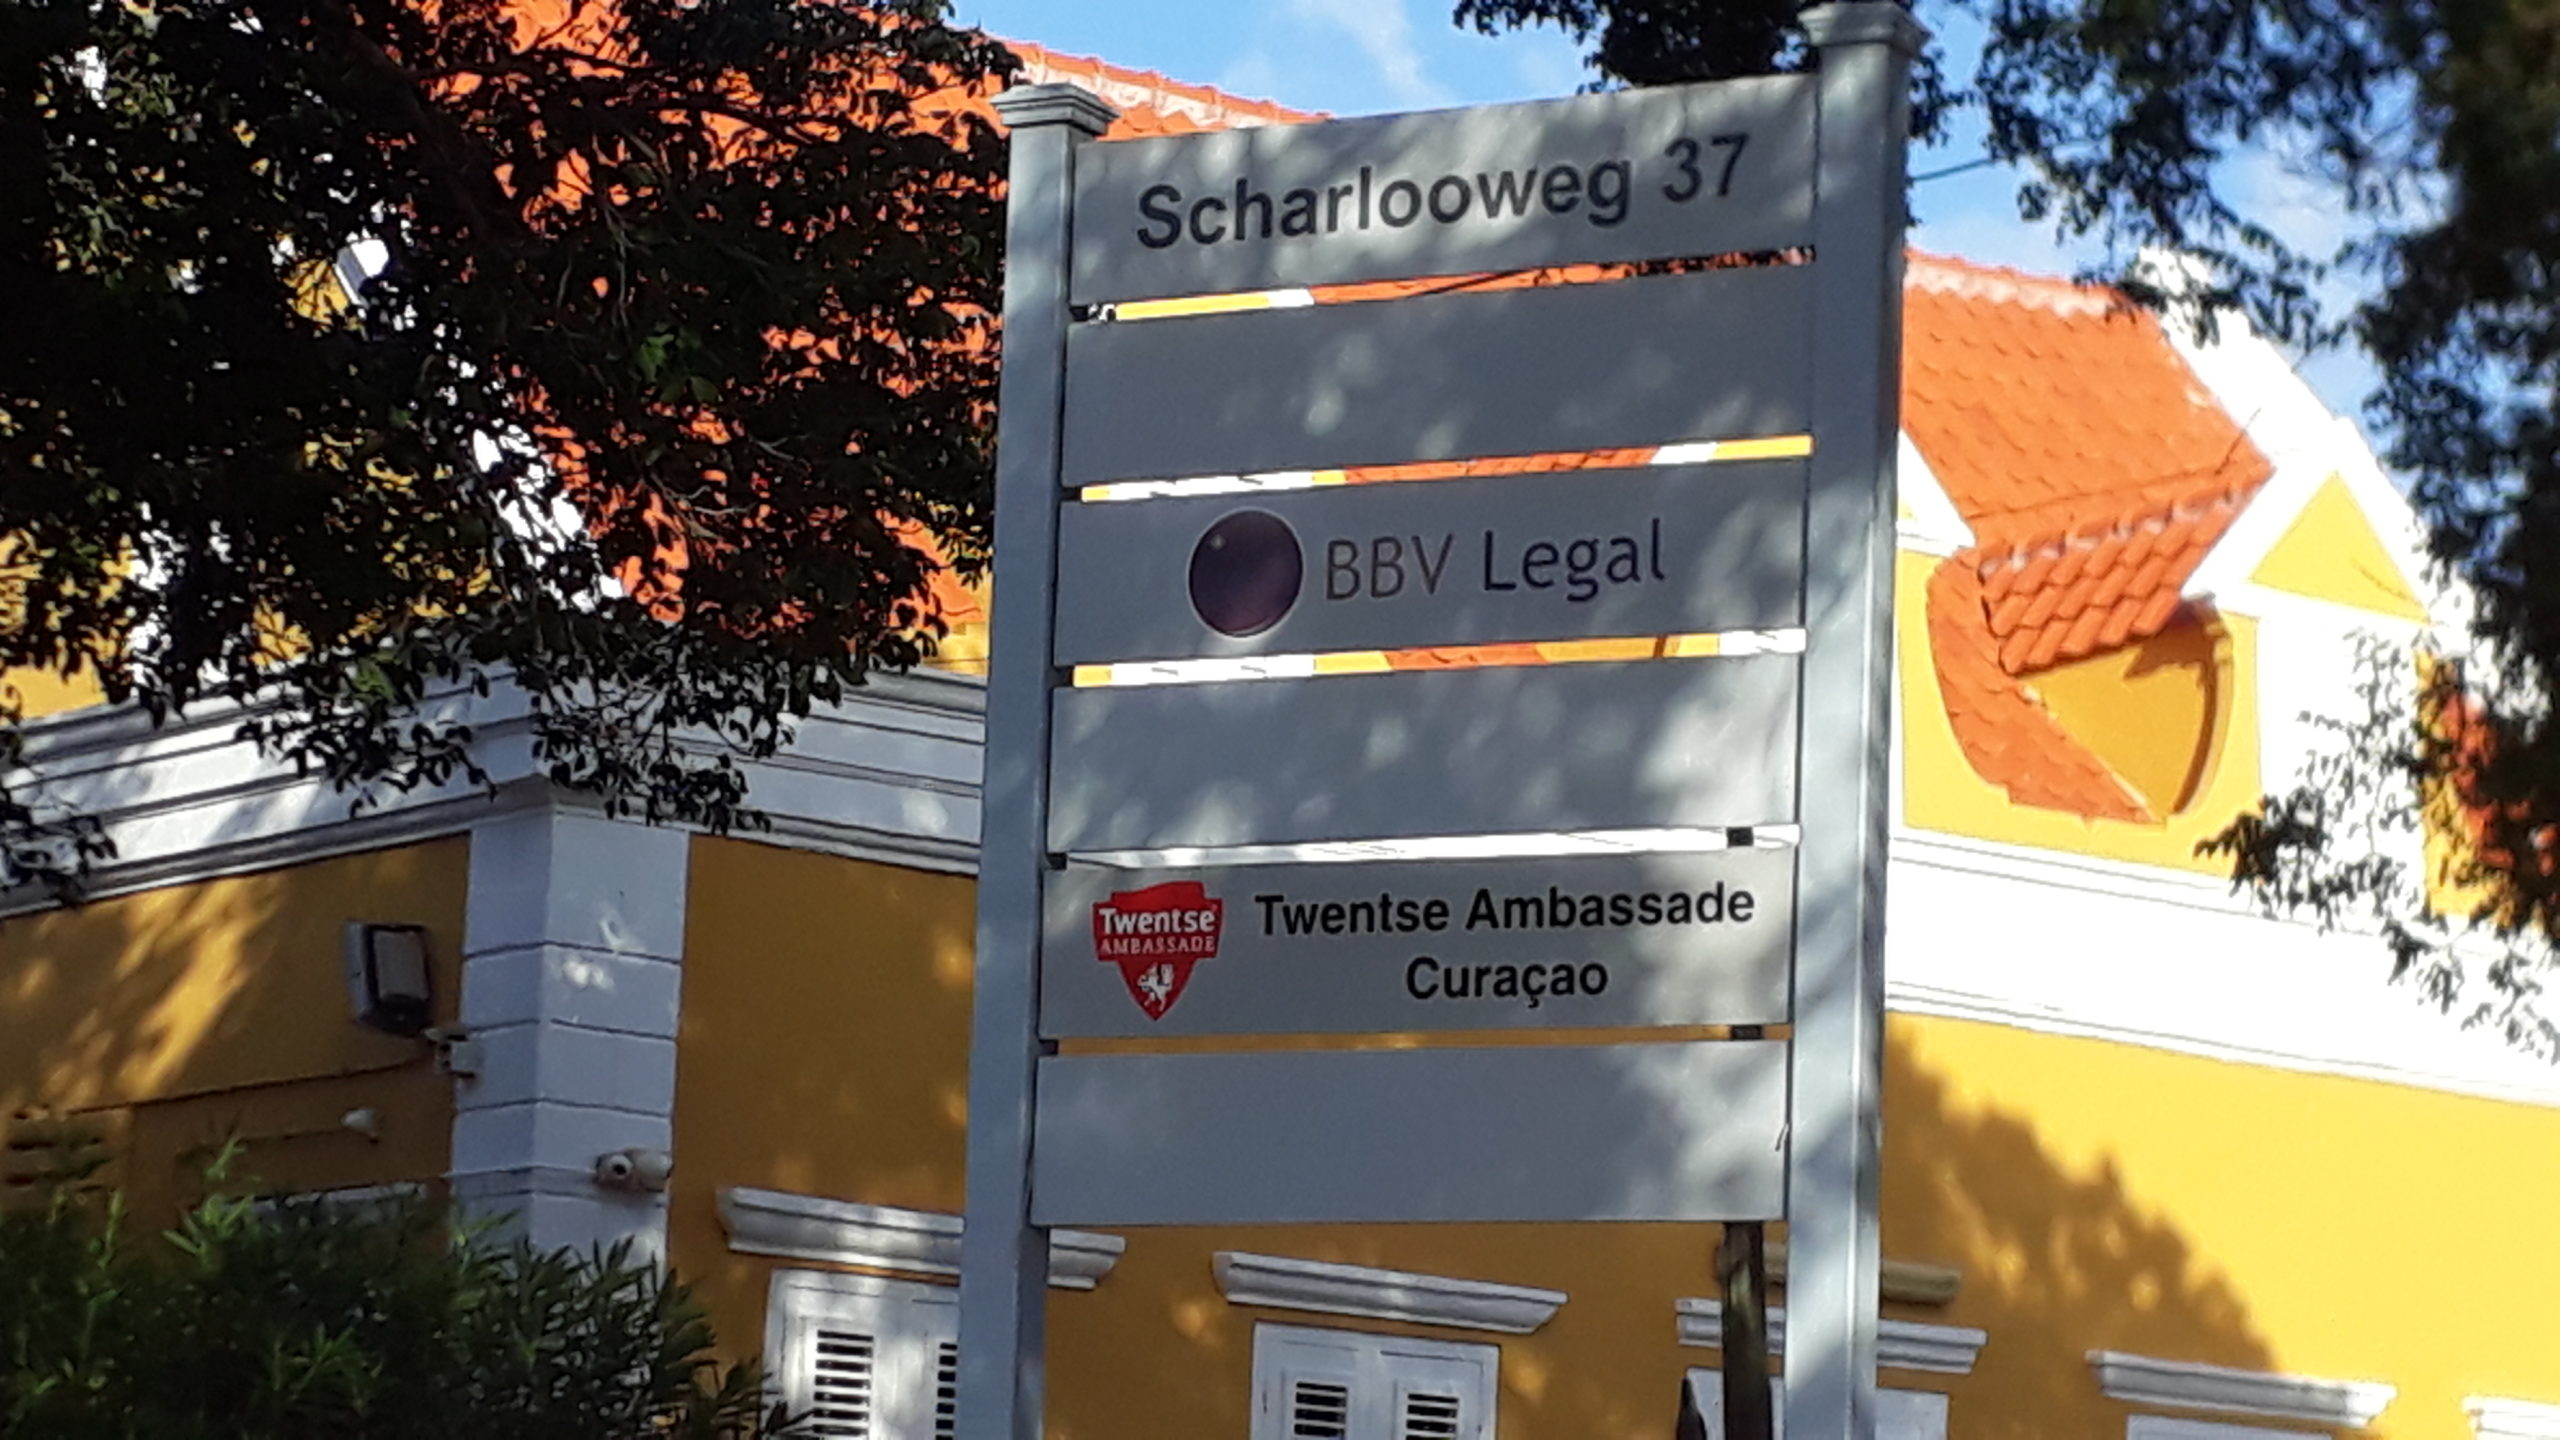 Scharlooweg 37
BBV Legal
Twentse
AMBASSADE
Twentse Ambassade
Curaçao